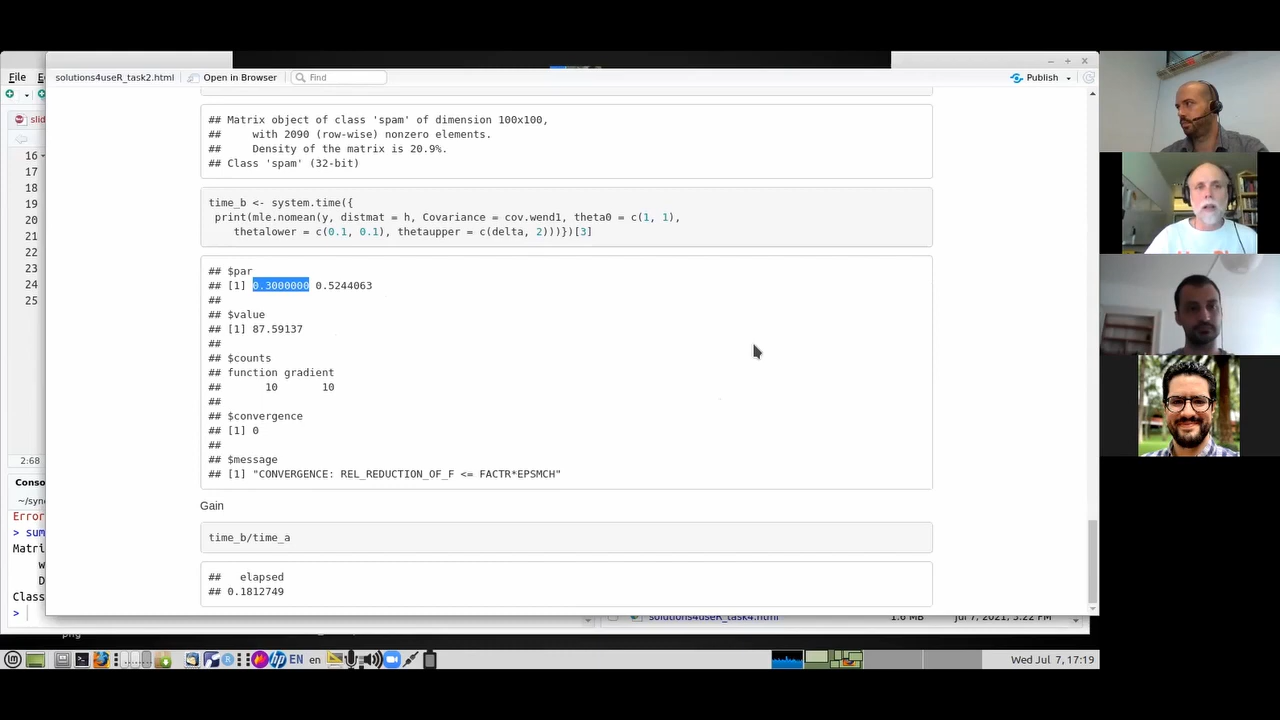 solutions4useR_task2.html
Open in Browser
Find
Publish
File
## Matrix object of class 'spam' of dimension 100x100,
## with 2090 (row-wise) nonzero elements.
## Density of the matrix is 20.9%.
## Class 'spam' (32-bit)
time_b <- system.time({
print(mle.nomean(y, distmat = h, Covariance = cov.wend1, theta0 = c(1, 1),
thetalower = c(0.1, 0.1), thetaupper = c(delta, 2)))})[3]
## $par
## [1] 0.3000000 0.5244063
##
## $value
## [1] 87.59137
##
## $counts
## function gradient
## 10 10
##
## $convergence
## [1] 0
##
## $message
## [1] "CONVERGENCE: REL_REDUCTION_OF_F <= FACTR*EPSMCH"
Gain
time_b/time_a
## elapsed
## 0.1812749
slid
16
17
18
19
20
21
22
23
24
25
2:68
Conso
~/syn
Error
> sum
Matri
w
D
Class
>
solutions4useR_task4.html
1.6 MB
Jul 7, 2021, 3:22 PM
png
EN
en
Wed Jul 7, 17:19